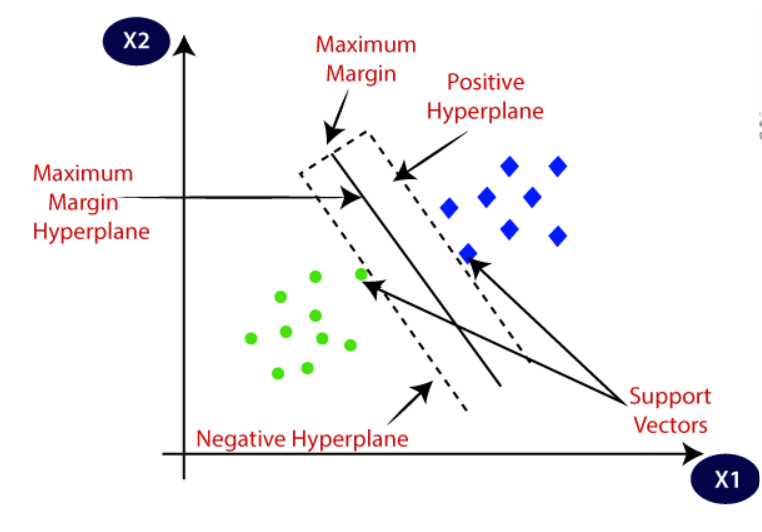 X2
Maximum
Margin
Positive
Hyperplane
Maximum
Margin
Hyperplane
Support
Vectors
Negative Hyperplane
X1